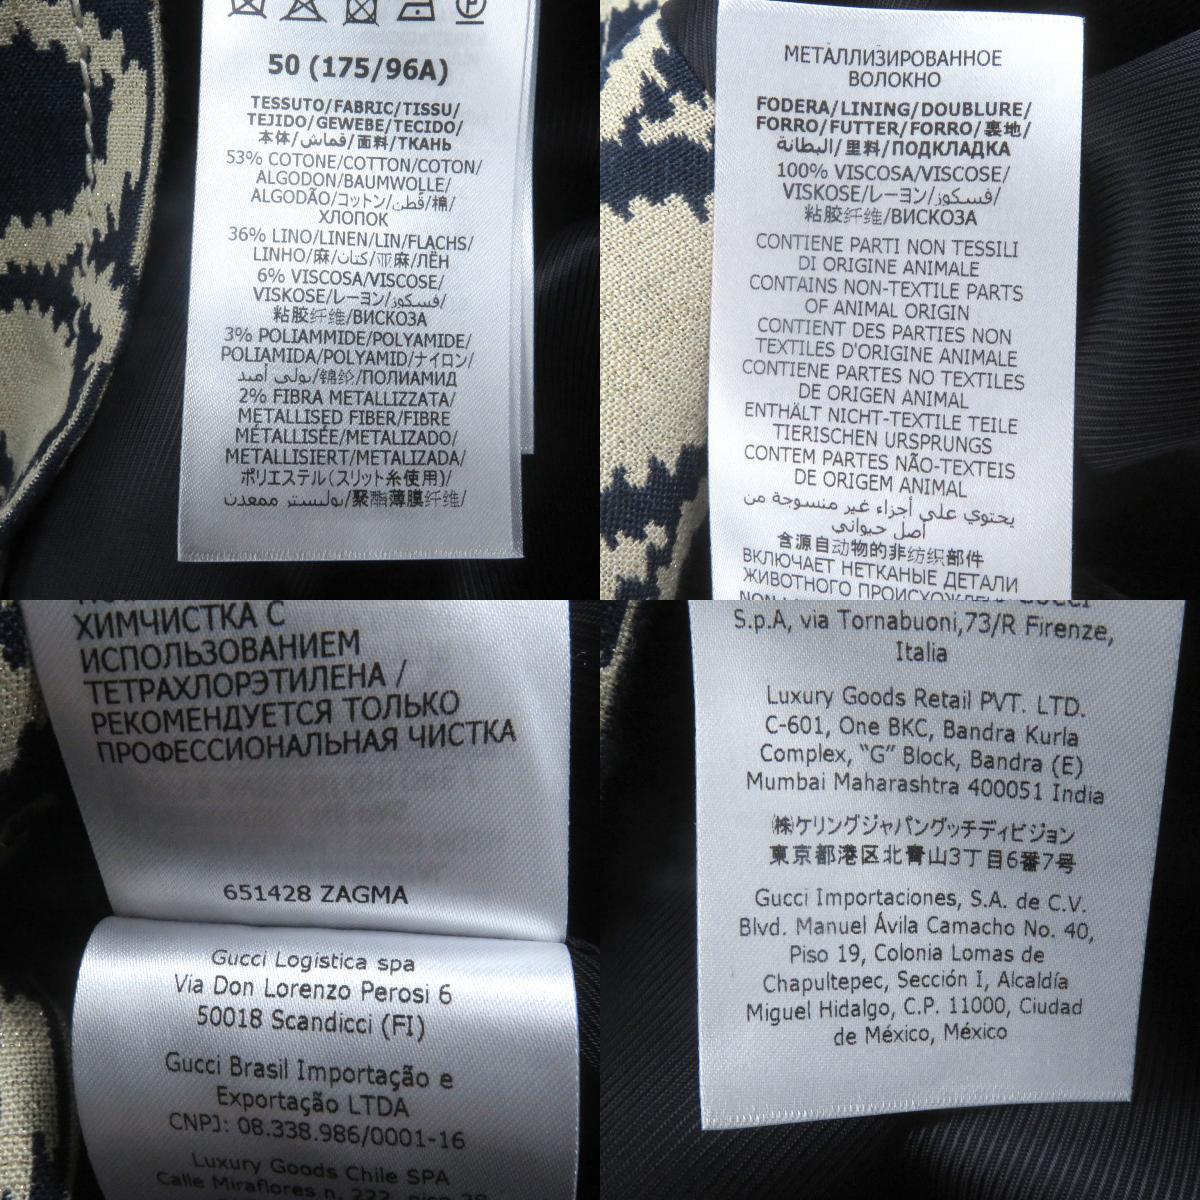 50 (175/96A)
TESSUTO/FABRIC/TISSU/
TEJIDO/GEWEBE/TECIDO/
本体/قماش/面料/ТКАНЬ
53% COTONE/COTTON/COTON/
ALGODON/BAUMWOLLE/
ALGODÃO/コットン/قطن/棉/
ХЛОПОК
36% LINO/LINEN/LIN/FLACHS/
LINHO/麻/كتان/亚麻/ЛЁН
6% VISCOSA/VISCOSE/
VISKOSE/レーヨン/فسكوز/
粘胶纤维/ВИСКОЗА
3% POLIAMMIDE/POLYAMIDE/
POLIAMIDA/POLYAMID/ナイロン/
بولي أميد/锦纶/ПОЛИАМИД
2% FIBRA METALLIZZATA/
METALLISED FIBER/FIBRE
MÉTALLISÉE/METALIZADO/
METALLISIERT/METALIZADA/
ポリエステル(スリット糸使用)/
بوليستر ممعدن/聚酯薄膜纤维/
МЕТАЛЛИЗИРОВАННОЕ
ВОЛОКНО
FODERA/LINING/DOUBLURE/
FORRO/FUTTER/FORRO/裏地/
البطانة/里料/ПОДКЛАДКА
100% VISCOSA/VISCOSE/
VISKOSE/レーヨン/فسكوز/
粘胶纤维/ВИСКОЗА
CONTIENE PARTI NON TESSILI
DI ORIGINE ANIMALE
CONTAINS NON-TEXTILE PARTS
OF ANIMAL ORIGIN
CONTIENT DES PARTIES NON
TEXTILES D'ORIGINE ANIMALE
CONTIENE PARTES NO TEXTILES
DE ORIGEN ANIMAL
ENTHÄLT NICHT-TEXTILE TEILE
TIERISCHEN URSPRUNGS
CONTEM PARTES NÃO-TEXTEIS
DE ORIGEM ANIMAL
يحتوي على أجزاء غير منسوجة من
أصل حيواني
含源自动物的非纺织部件
ВКЛЮЧАЕТ НЕТКАНЫЕ ДЕТАЛИ
ЖИВОТНОГО
ХИМЧИСТКА С
ИСПОЛЬЗОВАНИЕМ
ТЕТРАХЛОРЭТИЛЕНА /
РЕКОМЕНДУЕТСЯ ТОЛЬКО
ПРОФЕССИОНАЛЬНАЯ ЧИСТКА
651428 ZAGMA
Gucci Logistica spa
Via Don Lorenzo Perosi 6
50018 Scandicci (FI)
Gucci Brasil Importação e
Exportação LTDA
CNPJ: 08.338.986/0001-16
Luxury Goods Chile SPA
Calle Miraflores n. 222,
S.p.A, via Tornabuoni,73/R Firenze,
Italia
Luxury Goods Retail PVT. LTD.
C-601, One BKC, Bandra Kurla
Complex, "G" Block, Bandra (E)
Mumbai Maharashtra 400051 India
㈱ケリングジャパングッチディビジョン
東京都港区北青山3丁目6番7号
Gucci Importaciones, S.A. de C.V.
Blvd. Manuel Ávila Camacho No. 40,
Piso 19, Colonia Lomas de
Chapultepec, Sección I, Alcaldía
Miguel Hidalgo, C.P. 11000, Ciudad
de México, México